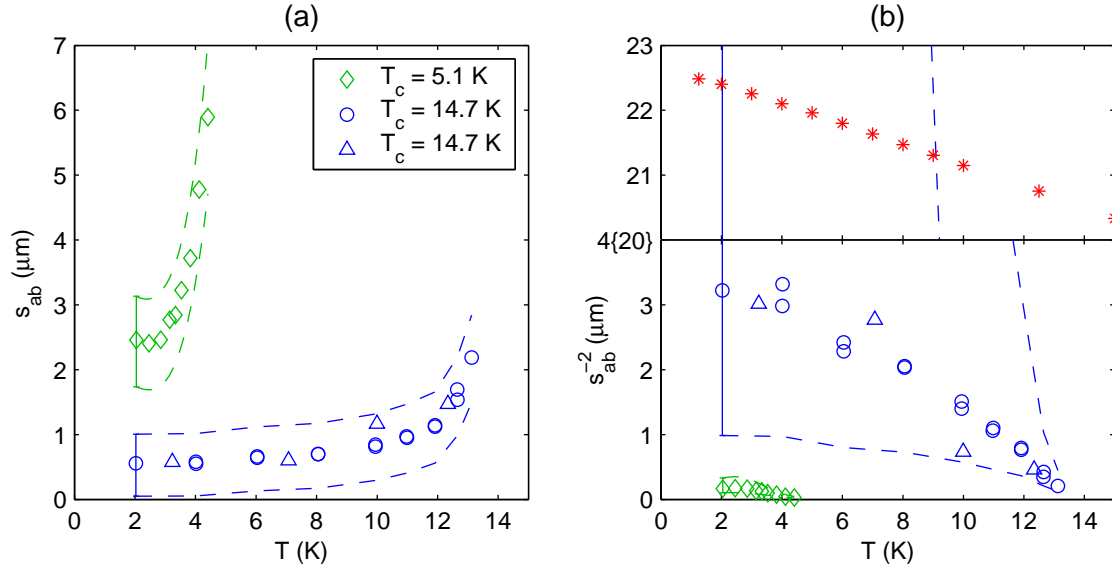 (a)
7
6
5
4
3
2
1
0
s_ab (μm)
T_c = 5.1 K
T_c = 14.7 K
T_c = 14.7 K
0 2 4 6 8 10 12 14
T (K)
(b)
23
22
21
4{20}
3
2
1
0
s_ab^-2 (μm)
0 2 4 6 8 10 12 14
T (K)